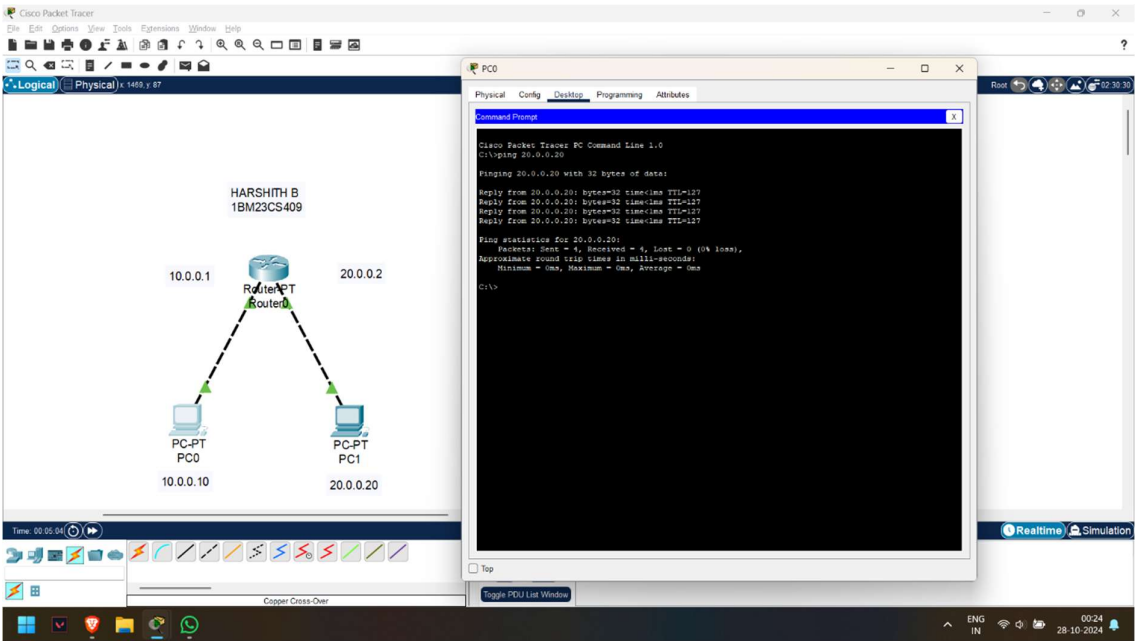 Cisco Packet Tracer
File Edit Options View Tools Extensions Window Help
?
Logical Physical x: 1469, y: 87
Root 02:30:30
PC0
Physical Config Desktop Programming Attributes
Command Prompt
X
Cisco Packet Tracer PC Command Line 1.0
C:\>ping 20.0.0.20
Pinging 20.0.0.20 with 32 bytes of data:
Reply from 20.0.0.20: bytes=32 time<1ms TTL=127
Reply from 20.0.0.20: bytes=32 time<1ms TTL=127
Reply from 20.0.0.20: bytes=32 time<1ms TTL=127
Reply from 20.0.0.20: bytes=32 time<1ms TTL=127
Ping statistics for 20.0.0.20:
Packets: Sent = 4, Received = 4, Lost = 0 (0% loss),
Approximate round trip times in milli-seconds:
Minimum = 0ms, Maximum = 0ms, Average = 0ms
C:\>
Top
HARSHITH B
1BM23CS409
10.0.0.1
20.0.0.2
Router-PT
Router0
PC-PT
PC0
10.0.0.10
PC-PT
PC1
20.0.0.20
Time: 00:05:04
Realtime Simulation
Copper Cross-Over
Toggle PDU List Window
ENG
IN
00:24
28-10-2024